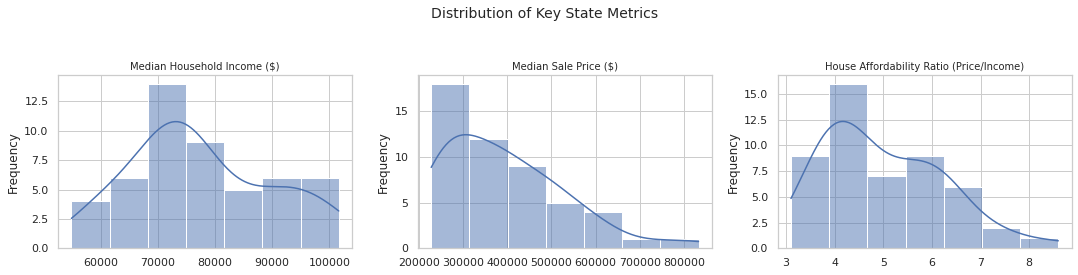 Distribution of Key State Metrics
Median Household Income ($)
Frequency
12.5
10.0
7.5
5.0
2.5
0.0
60000 70000 80000 90000 100000
Median Sale Price ($)
Frequency
15
10
5
0
200000 300000 400000 500000 600000 700000 800000
House Affordability Ratio (Price/Income)
Frequency
15.0
12.5
10.0
7.5
5.0
2.5
0.0
3 4 5 6 7 8